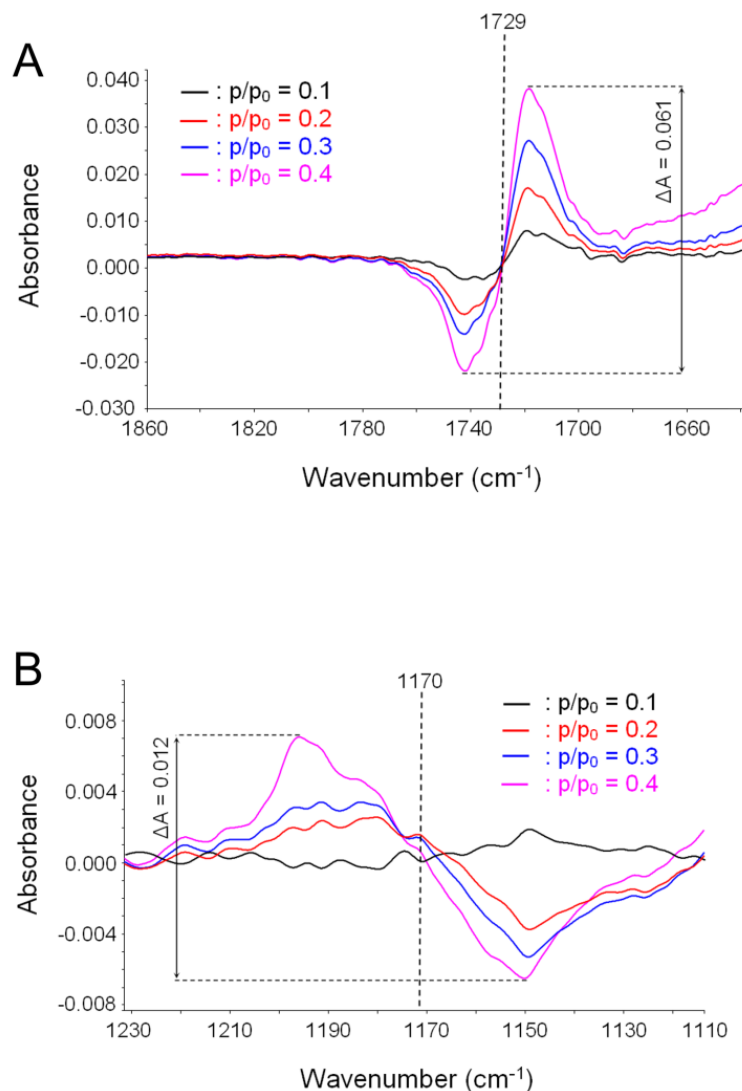 1729
A
0.040
0.030
0.020
0.010
0.000
-0.010
-0.020
-0.030
Absorbance
: p/p0 = 0.1
: p/p0 = 0.2
: p/p0 = 0.3
: p/p0 = 0.4
ΔA = 0.061
1860 1820 1780 1740 1700 1660
Wavenumber (cm-1)
B
1170
0.008
0.004
0.000
-0.004
-0.008
Absorbance
ΔA = 0.012
: p/p0 = 0.1
: p/p0 = 0.2
: p/p0 = 0.3
: p/p0 = 0.4
1230 1210 1190 1170 1150 1130 1110
Wavenumber (cm-1)